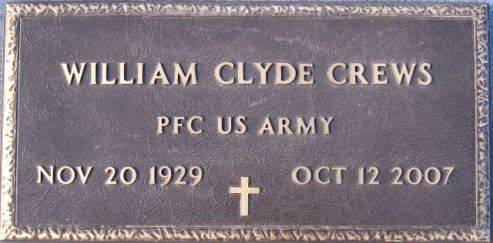 WILLIAM CLYDE CREWS
PFC US ARMY
NOV 20 1929 OCT 12 2007